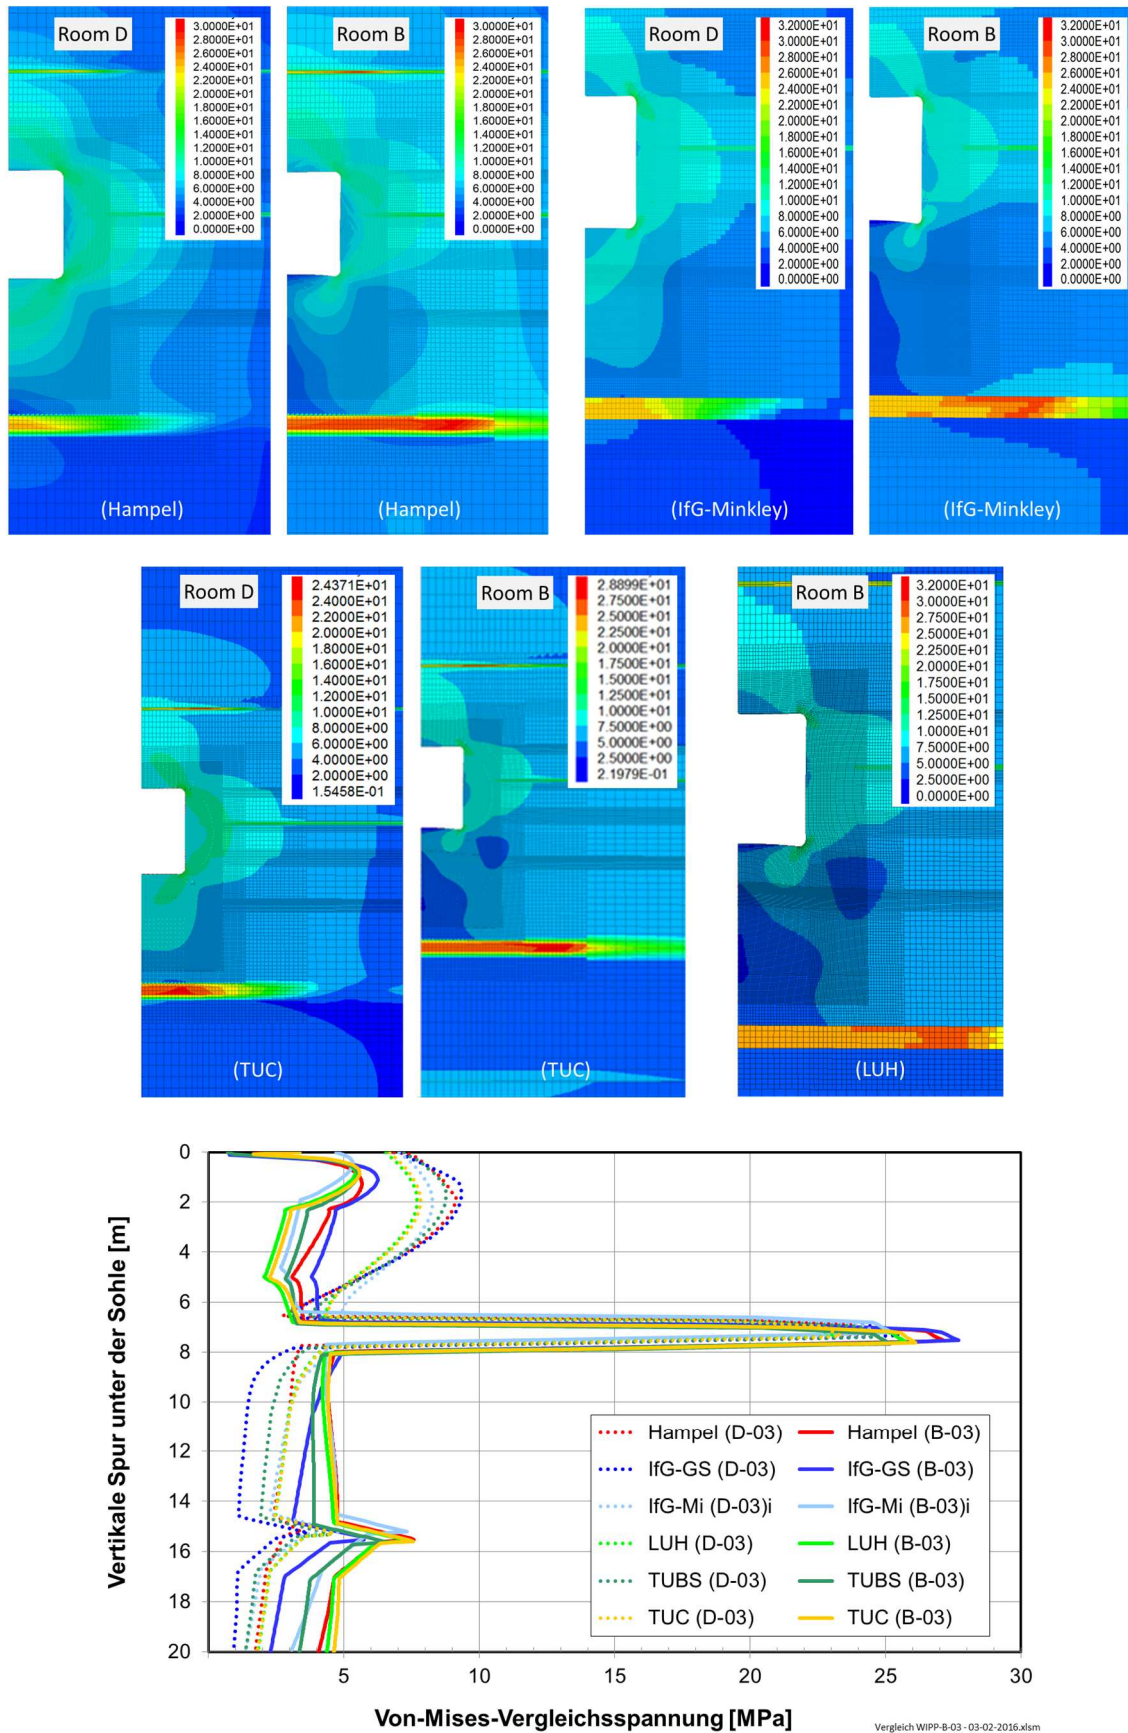 Room D
3.0000E+01
2.8000E+01
2.6000E+01
2.4000E+01
2.2000E+01
2.0000E+01
1.8000E+01
1.6000E+01
1.4000E+01
1.2000E+01
1.0000E+01
8.0000E+00
6.0000E+00
4.0000E+00
2.0000E+00
0.0000E+00
(Hampel)
Room B
3.0000E+01
2.8000E+01
2.6000E+01
2.4000E+01
2.2000E+01
2.0000E+01
1.8000E+01
1.6000E+01
1.4000E+01
1.2000E+01
1.0000E+01
8.0000E+00
6.0000E+00
4.0000E+00
2.0000E+00
0.0000E+00
(Hampel)
Room D
3.2000E+01
3.0000E+01
2.8000E+01
2.6000E+01
2.4000E+01
2.2000E+01
2.0000E+01
1.8000E+01
1.6000E+01
1.4000E+01
1.2000E+01
1.0000E+01
8.0000E+00
6.0000E+00
4.0000E+00
2.0000E+00
0.0000E+00
(IfG-Minkley)
Room B
3.2000E+01
3.0000E+01
2.8000E+01
2.6000E+01
2.4000E+01
2.2000E+01
2.0000E+01
1.8000E+01
1.6000E+01
1.4000E+01
1.2000E+01
1.0000E+01
8.0000E+00
6.0000E+00
4.0000E+00
2.0000E+00
0.0000E+00
(IfG-Minkley)
Room D
2.4371E+01
2.4000E+01
2.2000E+01
2.0000E+01
1.8000E+01
1.6000E+01
1.4000E+01
1.2000E+01
1.0000E+01
8.0000E+00
6.0000E+00
4.0000E+00
2.0000E+00
1.5458E-01
(TUC)
Room B
2.8899E+01
2.7500E+01
2.5000E+01
2.2500E+01
2.0000E+01
1.7500E+01
1.5000E+01
1.2500E+01
1.0000E+01
7.5000E+00
5.0000E+00
2.5000E+00
2.1979E-01
(TUC)
Room B
3.2000E+01
3.0000E+01
2.7500E+01
2.5000E+01
2.2500E+01
2.0000E+01
1.7500E+01
1.5000E+01
1.2500E+01
1.0000E+01
7.5000E+00
5.0000E+00
2.5000E+00
0.0000E+00
(LUH)
Vertikale Spur unter der Sohle [m]
0
2
4
6
8
10
12
14
16
18
20
Hampel (D-03)
Hampel (B-03)
IfG-GS (D-03)
IfG-GS (B-03)
IfG-Mi (D-03)i
IfG-Mi (B-03)i
LUH (D-03)
LUH (B-03)
TUBS (D-03)
TUBS (B-03)
TUC (D-03)
TUC (B-03)
5
10
15
20
25
30
Von-Mises-Vergleichsspannung [MPa]
Vergleich WIPP-B-03 - 03-02-2016.xlsm